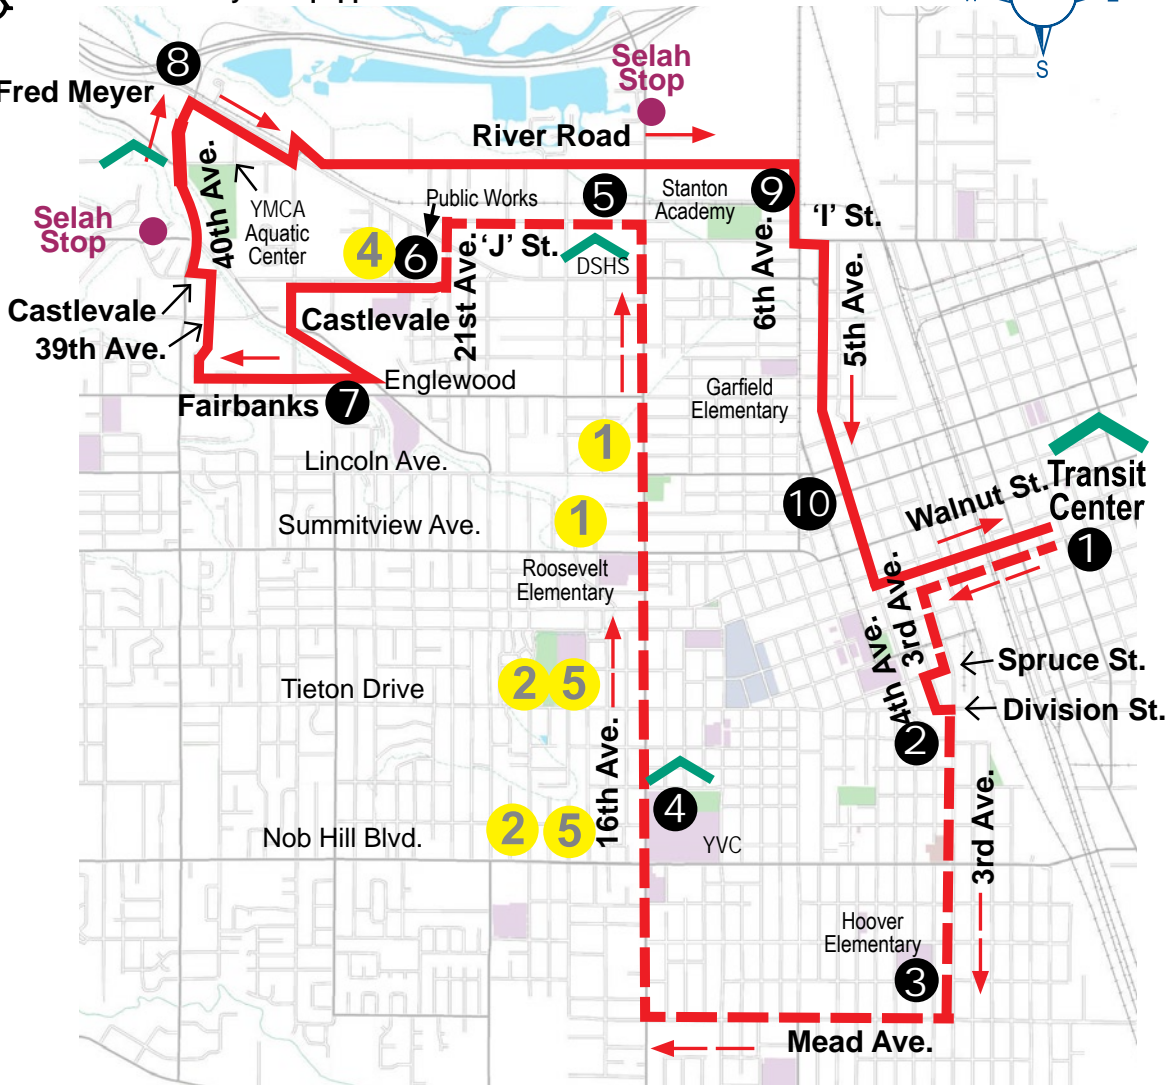 S
8
Fred Meyer
Selah
Stop
River Road
40th Ave.
YMCA
Aquatic
Center
Public Works
5
Stanton
Academy
9
'I' St.
Selah
Stop
4
6
21st Ave.
'J' St.
DSHS
6th Ave.
5th Ave.
Castlevale
39th Ave.
Castlevale
Englewood
Fairbanks
7
Garfield
Elementary
1
Lincoln Ave.
Transit
Center
Walnut St.
10
1
Summitview Ave.
1
Roosevelt
Elementary
3rd Ave.
4th Ave.
Spruce St.
2
5
Tieton Drive
Division St.
2
16th Ave.
4
YVC
2
5
Nob Hill Blvd.
3rd Ave.
Hoover
Elementary
3
Mead Ave.